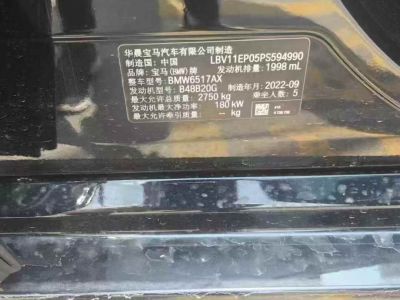 华晨宝马汽车有限公司制造
制造国：中国 LBV11EP05PS594990
品牌：宝马(BMW)牌 发动机排量：1998 mL
整车型号：BMW6517AX
发动机型号：B48B20G
最大允许总质量：2750 kg
发动机最大净功率：180 kW 制造年月：2022-09
最大允许牵引质量：- kg 乘坐人数：5